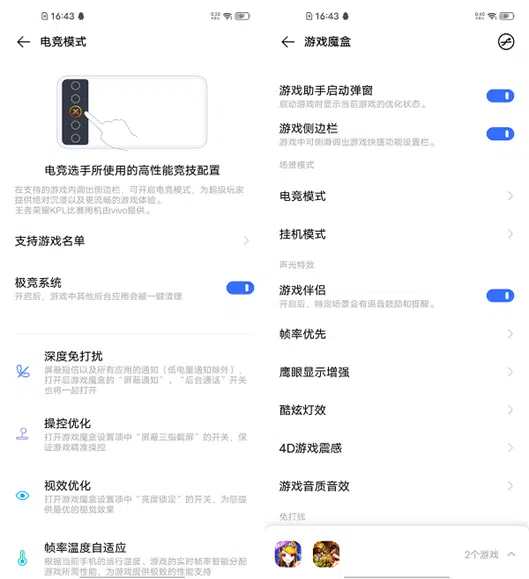 16:43
0.20
KB/s
电竞模式
电竞选手所使用的高性能竞技配置
在支持的游戏内调出侧边栏，可开启电竞模式，为超级玩家
提供绝对沉浸以及更流畅的游戏体验。
王者荣耀KPL比赛用机由vivo提供。
支持游戏名单
极竞系统
开启后，游戏中其他后台应用会被一键清理
深度免打扰
屏蔽短信以及所有应用的通知（低电量通知除外），
打开后游戏魔盒的“屏蔽通知”、“后台通话”开关
也将一起打开
操控优化
打开游戏魔盒设置项中“屏蔽三指截屏”的开关，保
证游戏精准操控
视效优化
打开游戏魔盒设置项中“亮度锁定”的开关，为您提
供最优的视觉效果
帧率温度自适应
根据当前手机的运行温度、游戏的实时帧率智能分配
游戏所需性能，为游戏提供极致的性能支持
16:43
KB/s
游戏魔盒
游戏助手启动弹窗
启动游戏时显示当前游戏的优化状态。
游戏侧边栏
游戏中可侧滑调出游戏快捷功能设置栏。
场景模式
电竞模式
挂机模式
声光特效
游戏伴侣
开启后，特定场景会有语音鼓励和提醒。
帧率优先
鹰眼显示增强
酷炫灯效
4D游戏震感
游戏音质音效
免打扰
2个游戏